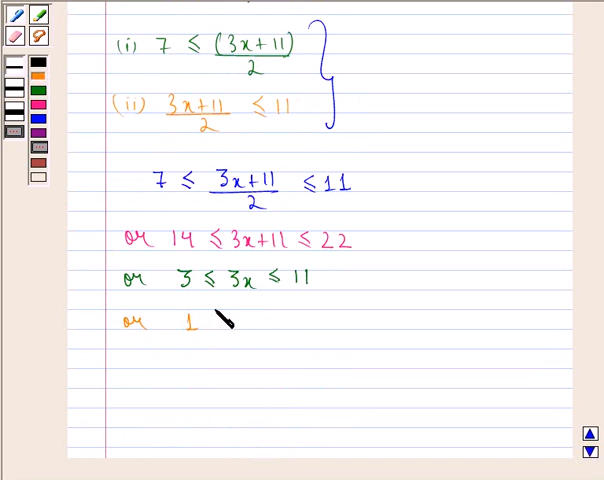 (i) 7 ≤ (3x+11)/2
(ii) 3x+11/2 ≤ 11
7 ≤ 3x+11/2 ≤ 11
or 14 ≤ 3x+11 ≤ 22
or 3 ≤ 3x ≤ 11
or 1